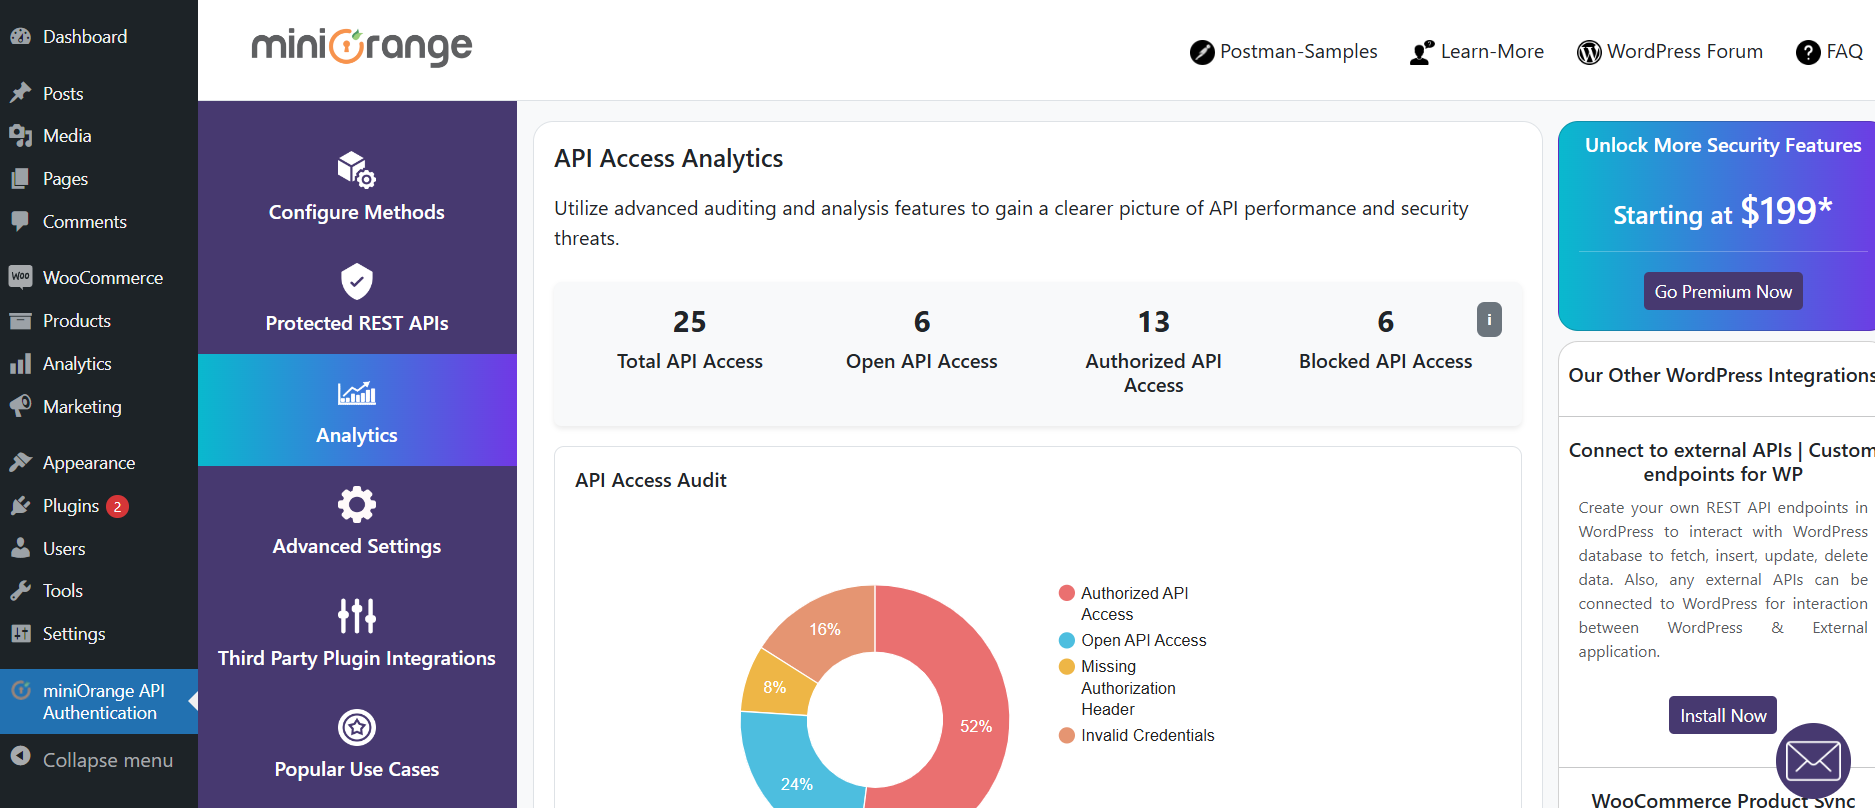 Dashboard
Posts
Media
Pages
Comments
WooCommerce
Products
Analytics
Marketing
Appearance
Plugins 2
Users
Tools
Settings
miniOrange API
Authentication
Collapse menu
miniOrange
Postman-Samples
Learn-More
WordPress Forum
FAQ
Configure Methods
Protected REST APIs
Analytics
Advanced Settings
Third Party Plugin Integrations
Popular Use Cases
API Access Analytics
Utilize advanced auditing and analysis features to gain a clearer picture of API performance and security
threats.
25
Total API Access
6
Open API Access
13
Authorized API
Access
6
Blocked API Access
i
API Access Audit
16%
8%
52%
24%
Authorized API
Access
Open API Access
Missing
Authorization
Header
Invalid Credentials
Unlock More Security Features
Starting at $199*
Go Premium Now
Our Other WordPress Integrations
Connect to external APIs | Custom
endpoints for WP
Create your own REST API endpoints in
WordPress to interact with WordPress
database to fetch, insert, update, delete
data. Also, any external APIs can be
connected to WordPress for interaction
between WordPress & External
application.
Install Now
WooCommerce Product Sync